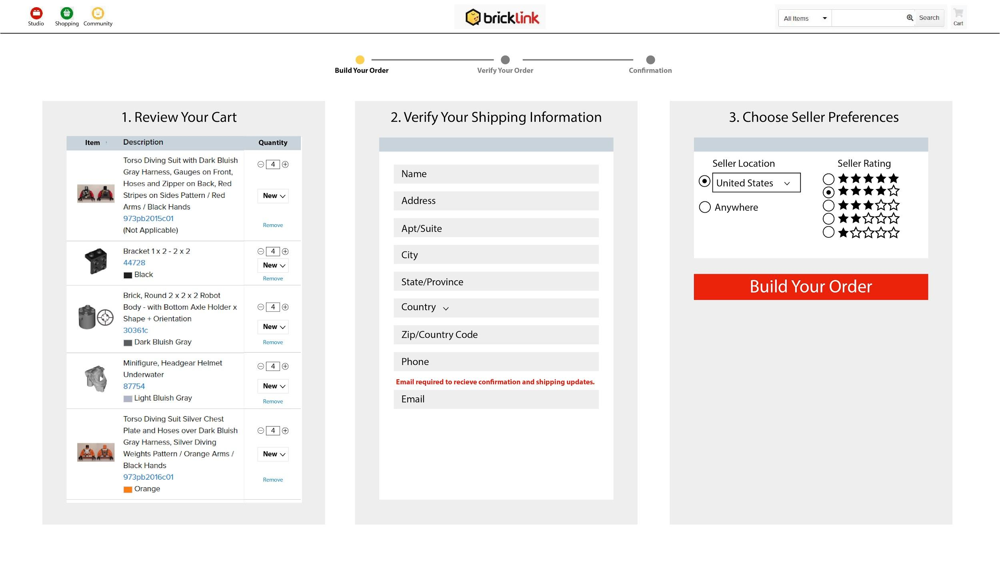 Studio
Shopping
Community
bricklink
All Items
Search
Cart
Build Your Order
Verify Your Order
Confirmation
1. Review Your Cart
Item
Description
Quantity
Torso Diving Suit with Dark Bluish
Gray Harness, Gauges on Front,
Hoses and Zipper on Back, Red
Stripes on Sides Pattern / Red
Arms / Black Hands
973pb2015c01
(Not Applicable)
4
New
Remove
Bracket 1 x 2 - 2 x 2
44728
Black
4
New
Remove
Brick, Round 2 x 2 x 2 Robot
Body - with Bottom Axle Holder x
Shape + Orientation
30361c
Dark Bluish Gray
4
New
Remove
Minifigure, Headgear Helmet
Underwater
87754
Light Bluish Gray
4
New
Remove
Torso Diving Suit Silver Chest
Plate and Hoses over Dark Bluish
Gray Harness, Silver Diving
Weights Pattern / Orange Arms /
Black Hands
973pb2016c01
Orange
4
New
Remove
2. Verify Your Shipping Information
Name
Address
Apt/Suite
City
State/Province
Country
Zip/Country Code
Phone
Email required to recieve confirmation and shipping updates.
Email
3. Choose Seller Preferences
Seller Location
United States
Anywhere
Seller Rating
Build Your Order